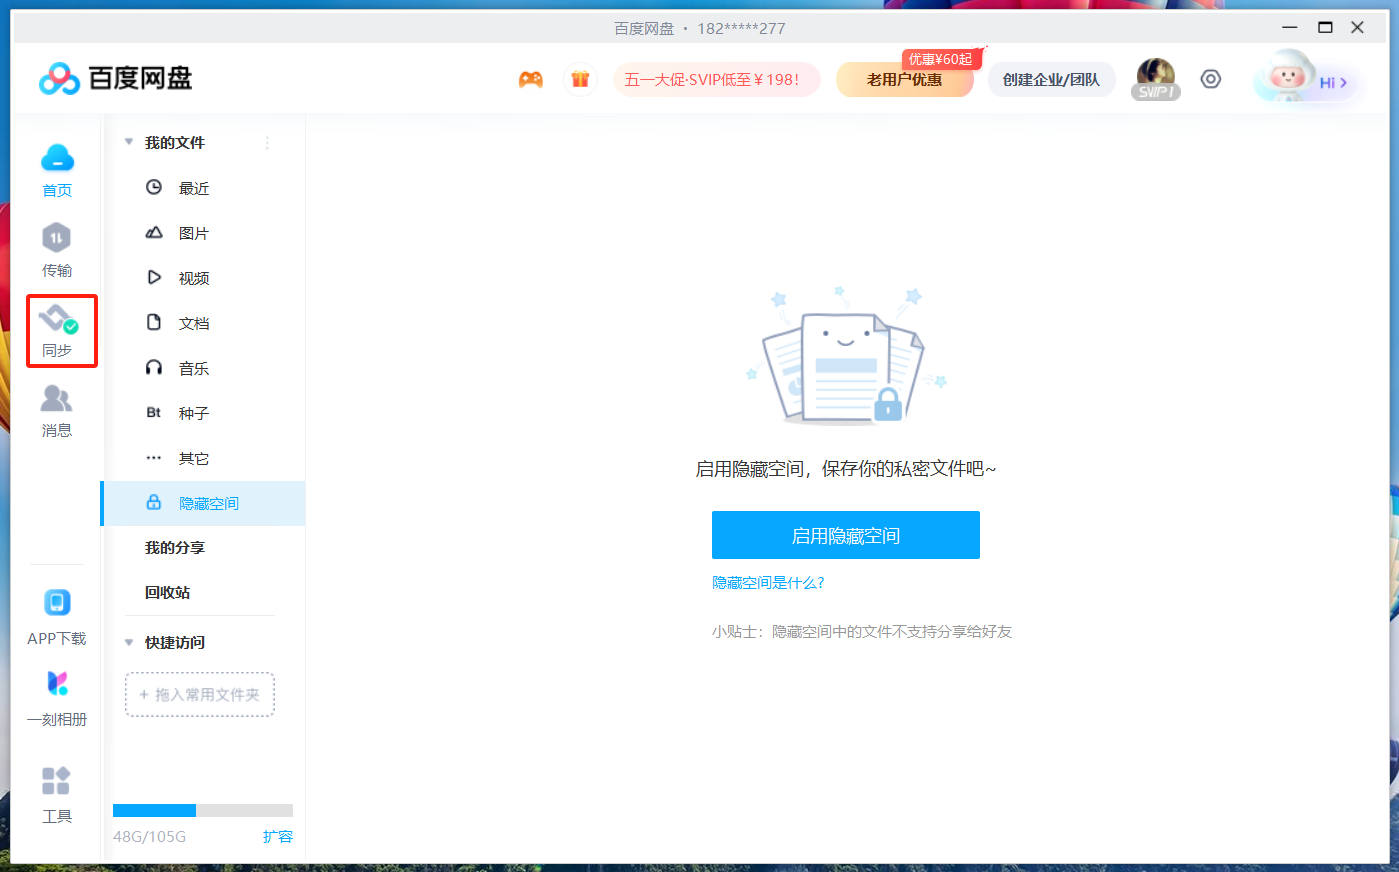 百度网盘 · 182*****277
百度网盘
五一大促·SVIP低至￥198!
优惠¥60起
老用户优惠
创建企业/团队
SVIP1
Hi >
首页
传输
同步
消息
APP下载
一刻相册
工具
我的文件
最近
图片
视频
文档
音乐
Bt 种子
其它
隐藏空间
我的分享
回收站
快捷访问
+ 拖入常用文件夹
48G/105G 扩容
启用隐藏空间，保存你的私密文件吧~
启用隐藏空间
隐藏空间是什么?
小贴士：隐藏空间中的文件不支持分享给好友